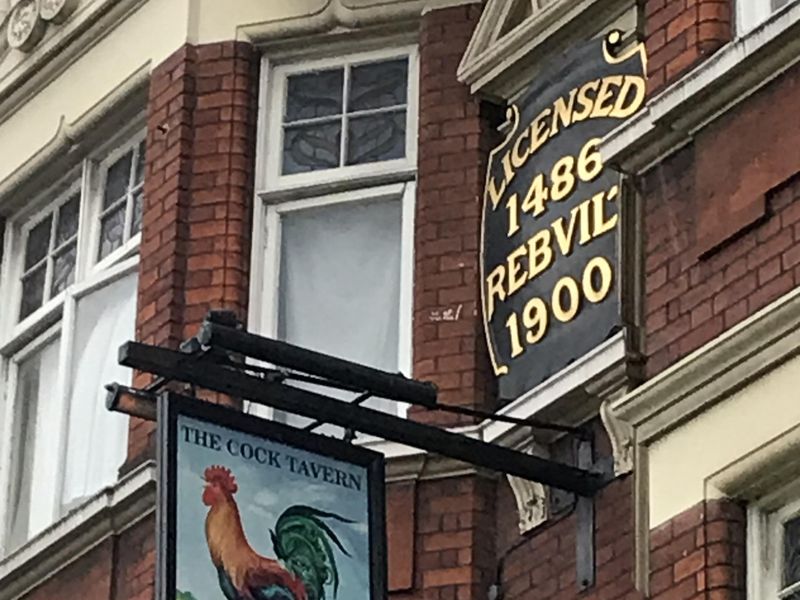 LICENSED
1486
REBVILT
1900
THE COCK TAVERN